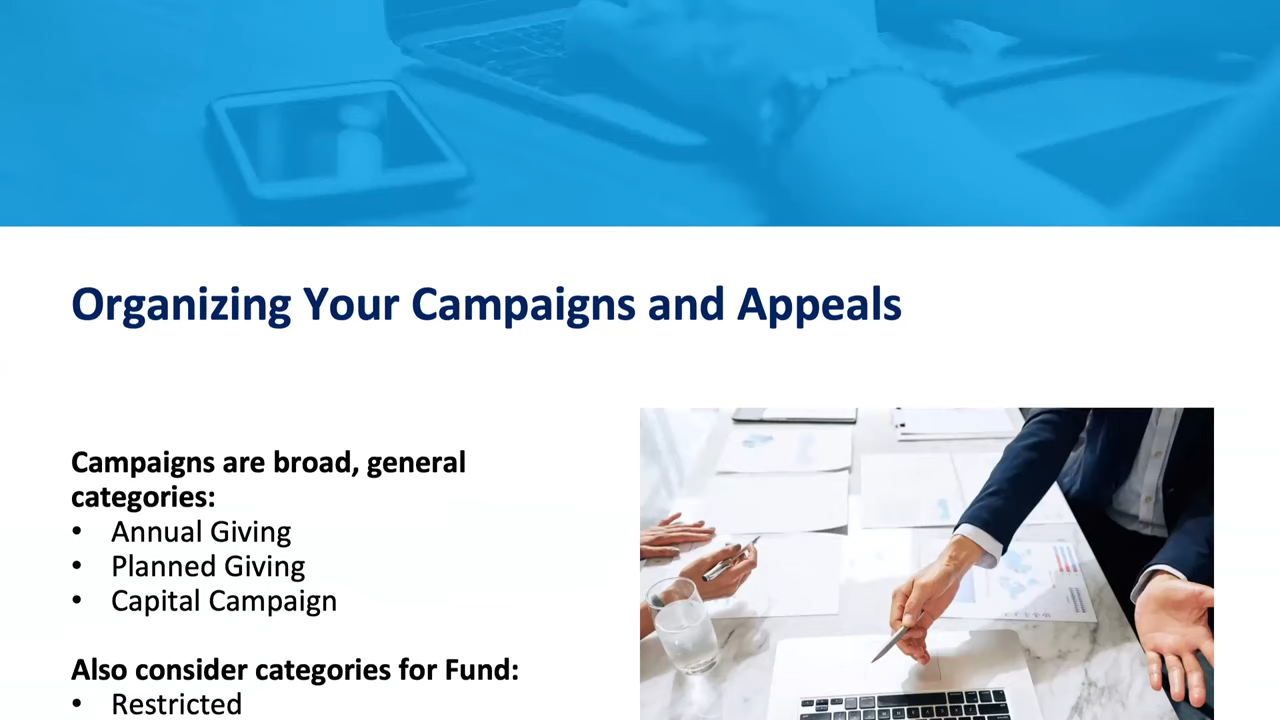 Organizing Your Campaigns and Appeals
Campaigns are broad, general
categories:
• Annual Giving
• Planned Giving
• Capital Campaign
Also consider categories for Fund:
• Restricted